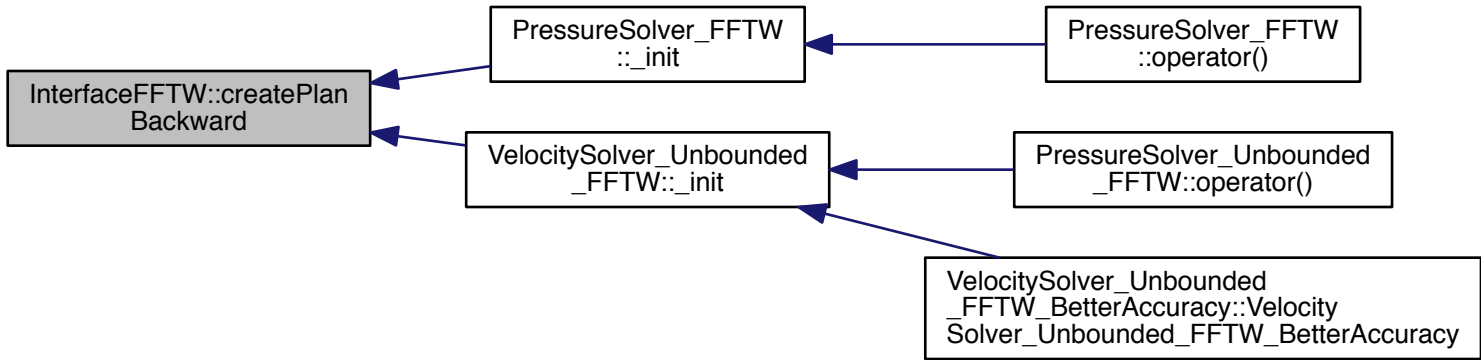 InterfaceFFTW::createPlan
Backward
PressureSolver_FFTW
::_init
PressureSolver_FFTW
::operator()
VelocitySolver_Unbounded
_FFTW::_init
PressureSolver_Unbounded
_FFTW::operator()
VelocitySolver_Unbounded
_FFTW_BetterAccuracy::Velocity
Solver_Unbounded_FFTW_BetterAccuracy